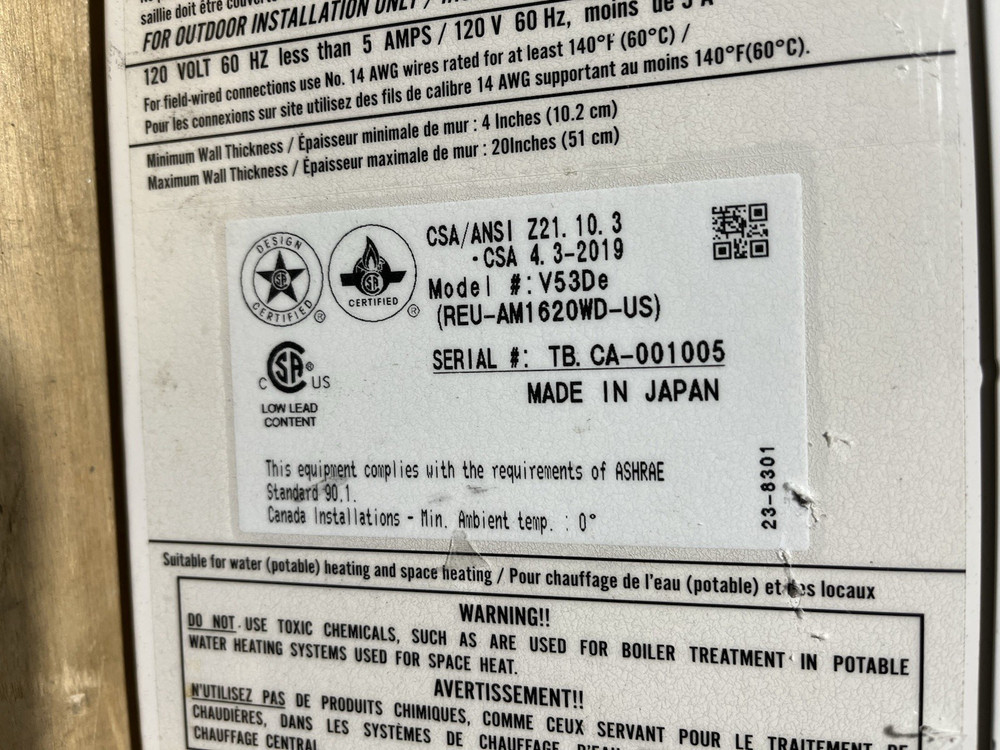 saillie doit être
FOR OUTDOOR INSTALLATION ONLY /
120 VOLT 60 HZ less than 5 AMPS / 120 V 60 Hz, moins de 5 A
For field-wired connections use No. 14 AWG wires rated for at least 140°F (60°C) /
Pour les connexions sur site utilisez des fils de calibre 14 AWG supportant au moins 140°F(60°C).
Minimum Wall Thickness / Épaisseur minimale de mur : 4 Inches (10.2 cm)
Maximum Wall Thickness / Épaisseur maximale de mur : 20Inches (51 cm)
DESIGN
SA
CERTIFIED
®
SA
CERTIFIED
®
CSA/ANSI Z21. 10. 3
・CSA 4. 3-2019
Model #:V53De
(REU-AM1620WD-US)
SERIAL #: TB. CA-001005
MADE IN JAPAN
C SA ® US
LOW LEAD
CONTENT
This equipment complies with the requirements of ASHRAE
Standard 90.1.
Canada Installations - Min. Ambient temp. : 0°
23-8301
Suitable for water (potable) heating and space heating / Pour chauffage de l'eau (potable) et des locaux
WARNING!!
DO NOT USE TOXIC CHEMICALS, SUCH AS ARE USED FOR BOILER TREATMENT IN POTABLE
WATER HEATING SYSTEMS USED FOR SPACE HEAT.
AVERTISSEMENT!!
N'UTILISEZ PAS DE PRODUITS CHIMIQUES, COMME CEUX SERVANT POUR LE TRAITEMENT DE
CHAUDIÈRES, DANS LES SYSTÈMES DE CHAUFFAGE D'EAU
CHAUFFAGE CENTRAL